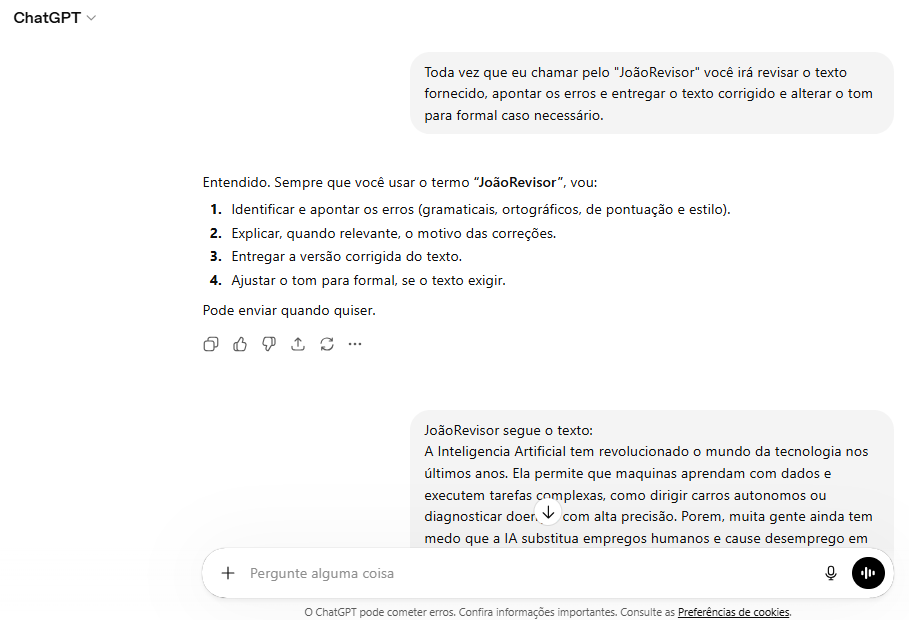 ChatGPT
Toda vez que eu chamar pelo "JoãoRevisor" você irá revisar o texto
fornecido, apontar os erros e entregar o texto corrigido e alterar o tom
para formal caso necessário.
Entendido. Sempre que você usar o termo “JoãoRevisor”, vou:
1. Identificar e apontar os erros (gramaticais, ortográficos, de pontuação e estilo).
2. Explicar, quando relevante, o motivo das correções.
3. Entregar a versão corrigida do texto.
4. Ajustar o tom para formal, se o texto exigir.
Pode enviar quando quiser.
JoãoRevisor segue o texto:
A Inteligencia Artificial tem revolucionado o mundo da tecnologia nos
últimos anos. Ela permite que maquinas aprendam com dados e
executem tarefas complexas, como dirigir carros autonomos ou
diagnosticar com alta precisão. Porem, muita gente ainda tem
medo que a IA substitua empregos humanos e cause desemprego em
Pergunte alguma coisa
O ChatGPT pode cometer erros. Confira informações importantes. Consulte as Preferências de cookies.